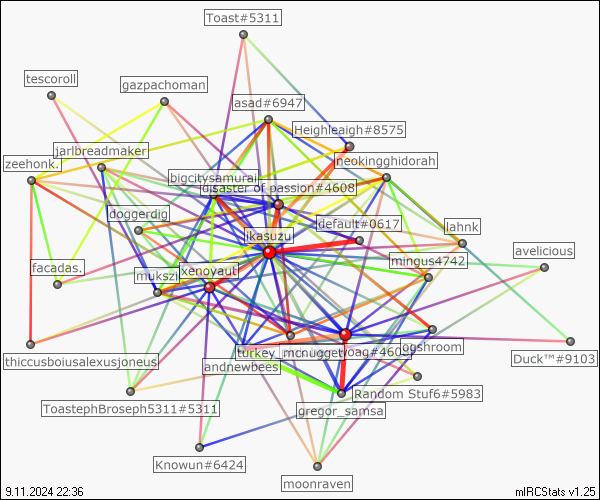 Toast#5311
tescoroll
gazpachoman
asad#6947
Heighleaigh#8575
jarlbreadmaker
neokingghidorah
zeehonk.
bigcitysamurai
disaster of passion#4608
doggerdig
default#0617
lahnk
ikasuzu
avelicious
facadas.
mukszi
xenoyaut
mingus4742
thiccusboiusalexusjoneus
turkey_mcnugget
ooshroom
Duck™#9103
andnewbees
Random Stuf6#5983
ToastephBroseph5311#5311
gregor_samsa
Knowun#6424
moonraven
9.11.2024 22:36
mIRCStats v1.25